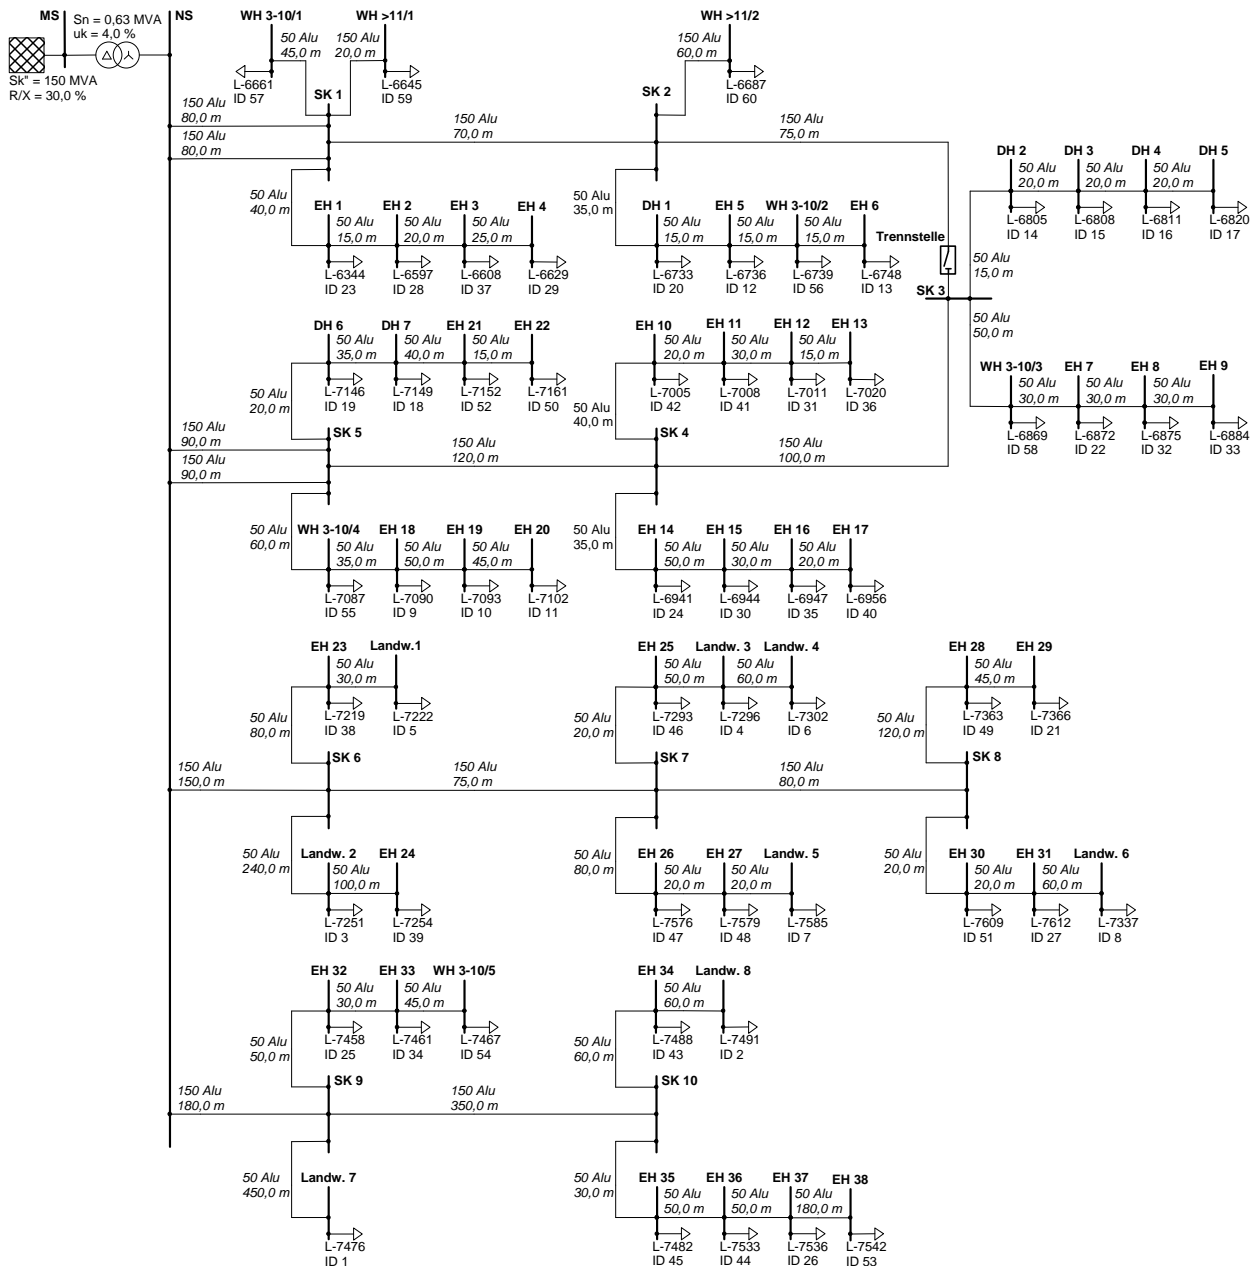 MS
Sn = 0,63 MVA
uk = 4,0 %
NS
Sk" = 150 MVA
R/X = 30,0 %
WH 3-10/1
50 Alu
45,0 m
L-6661
ID 57
WH >11/1
150 Alu
20,0 m
L-6645
ID 59
WH >11/2
150 Alu
60,0 m
L-6687
ID 60
SK 1
SK 2
150 Alu
80,0 m
150 Alu
80,0 m
150 Alu
70,0 m
150 Alu
75,0 m
50 Alu
40,0 m
EH 1
50 Alu
15,0 m
EH 2
50 Alu
20,0 m
EH 3
50 Alu
25,0 m
EH 4
L-6344
ID 23
L-6597
ID 28
L-6608
ID 37
L-6629
ID 29
50 Alu
35,0 m
DH 1
50 Alu
15,0 m
EH 5
50 Alu
15,0 m
WH 3-10/2
50 Alu
15,0 m
EH 6
L-6733
ID 20
L-6736
ID 12
L-6739
ID 56
L-6748
ID 13
Trennstelle
SK 3
DH 2
50 Alu
20,0 m
DH 3
50 Alu
20,0 m
DH 4
50 Alu
20,0 m
DH 5
L-6805
ID 14
L-6808
ID 15
L-6811
ID 16
L-6820
ID 17
50 Alu
15,0 m
50 Alu
50,0 m
WH 3-10/3
50 Alu
30,0 m
EH 7
50 Alu
30,0 m
EH 8
50 Alu
30,0 m
EH 9
L-6869
ID 58
L-6872
ID 22
L-6875
ID 32
L-6884
ID 33
DH 6
50 Alu
35,0 m
DH 7
50 Alu
40,0 m
EH 21
50 Alu
15,0 m
EH 22
L-7146
ID 19
L-7149
ID 18
L-7152
ID 52
L-7161
ID 50
50 Alu
20,0 m
SK 5
EH 10
50 Alu
20,0 m
EH 11
50 Alu
30,0 m
EH 12
50 Alu
15,0 m
EH 13
L-7005
ID 42
L-7008
ID 41
L-7011
ID 31
L-7020
ID 36
50 Alu
40,0 m
SK 4
150 Alu
90,0 m
150 Alu
90,0 m
150 Alu
120,0 m
150 Alu
100,0 m
50 Alu
60,0 m
WH 3-10/4
50 Alu
35,0 m
EH 18
50 Alu
50,0 m
EH 19
50 Alu
45,0 m
EH 20
L-7087
ID 55
L-7090
ID 9
L-7093
ID 10
L-7102
ID 11
50 Alu
35,0 m
EH 14
50 Alu
50,0 m
EH 15
50 Alu
30,0 m
EH 16
50 Alu
20,0 m
EH 17
L-6941
ID 24
L-6944
ID 30
L-6947
ID 35
L-6956
ID 40
EH 23
50 Alu
30,0 m
Landw.1
L-7219
ID 38
L-7222
ID 5
50 Alu
80,0 m
SK 6
EH 25
50 Alu
50,0 m
Landw. 3
50 Alu
60,0 m
Landw. 4
L-7293
ID 46
L-7296
ID 4
L-7302
ID 6
50 Alu
20,0 m
SK 7
EH 28
50 Alu
45,0 m
EH 29
L-7363
ID 49
L-7366
ID 21
50 Alu
120,0 m
SK 8
150 Alu
150,0 m
150 Alu
75,0 m
150 Alu
80,0 m
50 Alu
240,0 m
Landw. 2
50 Alu
100,0 m
EH 24
L-7251
ID 3
L-7254
ID 39
50 Alu
80,0 m
EH 26
50 Alu
20,0 m
EH 27
50 Alu
20,0 m
Landw. 5
L-7576
ID 47
L-7579
ID 48
L-7585
ID 7
50 Alu
20,0 m
EH 30
50 Alu
20,0 m
EH 31
50 Alu
60,0 m
Landw. 6
L-7609
ID 51
L-7612
ID 27
L-7337
ID 8
EH 32
50 Alu
30,0 m
EH 33
50 Alu
45,0 m
WH 3-10/5
L-7458
ID 25
L-7461
ID 34
L-7467
ID 54
50 Alu
50,0 m
SK 9
EH 34
50 Alu
60,0 m
Landw. 8
L-7488
ID 43
L-7491
ID 2
50 Alu
60,0 m
SK 10
150 Alu
180,0 m
150 Alu
350,0 m
50 Alu
450,0 m
Landw. 7
L-7476
ID 1
50 Alu
30,0 m
EH 35
50 Alu
50,0 m
EH 36
50 Alu
50,0 m
EH 37
50 Alu
180,0 m
EH 38
L-7482
ID 45
L-7533
ID 44
L-7536
ID 26
L-7542
ID 53